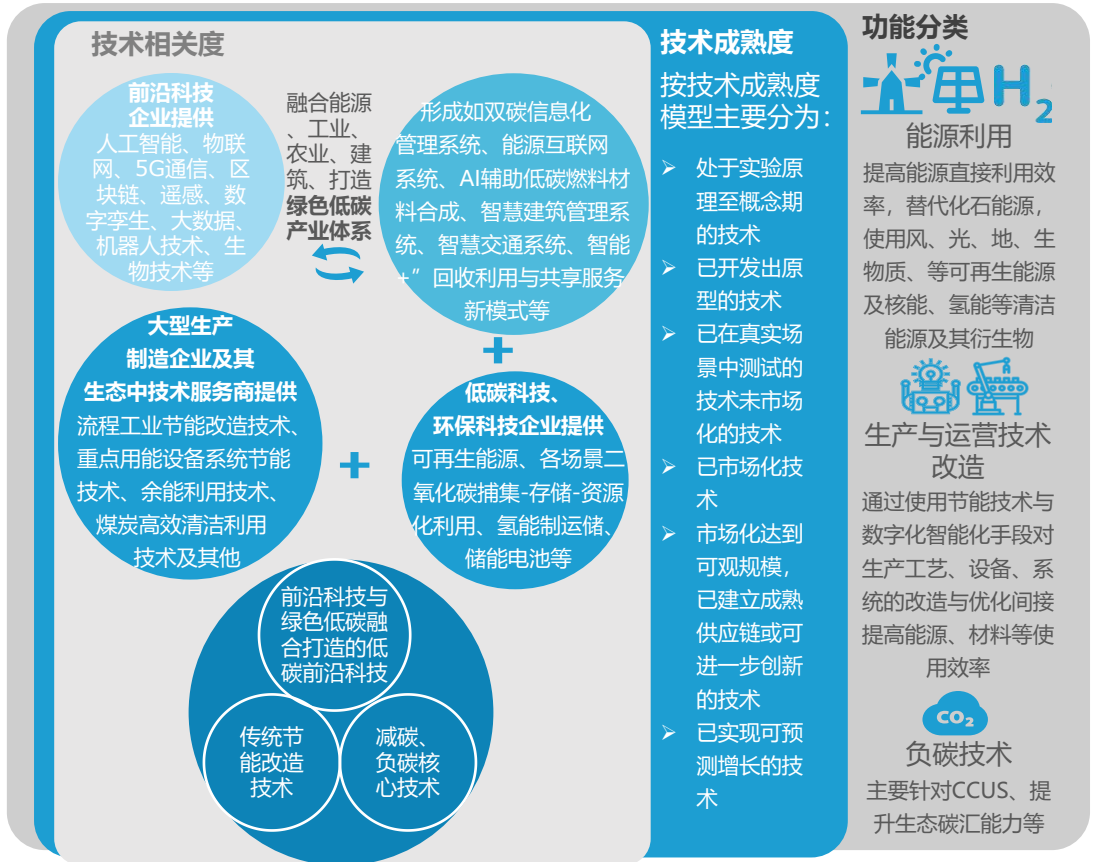 技术相关度
前沿科技
企业提供
人工智能、物联
网、5G通信、区
块链、遥感、数
字孪生、大数据、
机器人技术、生
物技术等
融合能源
、工业、
农业、建
筑、打造
绿色低碳
产业体系
形成如双碳信息化
管理系统、能源互联网
系统、AI辅助低碳燃料材
料合成、智慧建筑管理系
统、智慧交通系统、智能
+”回收利用与共享服务
新模式等
大型生产
制造企业及其
生态中技术服务商提供
流程工业节能改造技术、
重点用能设备系统节能
技术、余能利用技术、
煤炭高效清洁利用
技术及其他
+
+
低碳科技、
环保科技企业提供
可再生能源、各场景二
氧化碳捕集-存储-资源
化利用、氢能制运储、
储能电池等
前沿科技与
绿色低碳融
合打造的低
碳前沿科技
传统节
能改造
技术
减碳、
负碳核
心技术
技术成熟度
按技术成熟度
模型主要分为：
➢ 处于实验原
理至概念期
的技术
➢ 已开发出原
型的技术
➢ 已在真实场
景中测试的
技术未市场
化的技术
➢ 已市场化技
术
➢ 市场化达到
可观规模，
已建立成熟
供应链或可
进一步创新
的技术
➢ 已实现可预
测增长的技
术
功能分类
H₂
能源利用
提高能源直接利用效
率，替代化石能源，
使用风、光、地、生
物质、等可再生能源
及核能、氢能等清洁
能源及其衍生物
生产与运营技术
改造
通过使用节能技术与
数字化智能化手段对
生产工艺、设备、系
统的改造与优化间接
提高能源、材料等使
用效率
CO₂
负碳技术
主要针对CCUS、提
升生态碳汇能力等